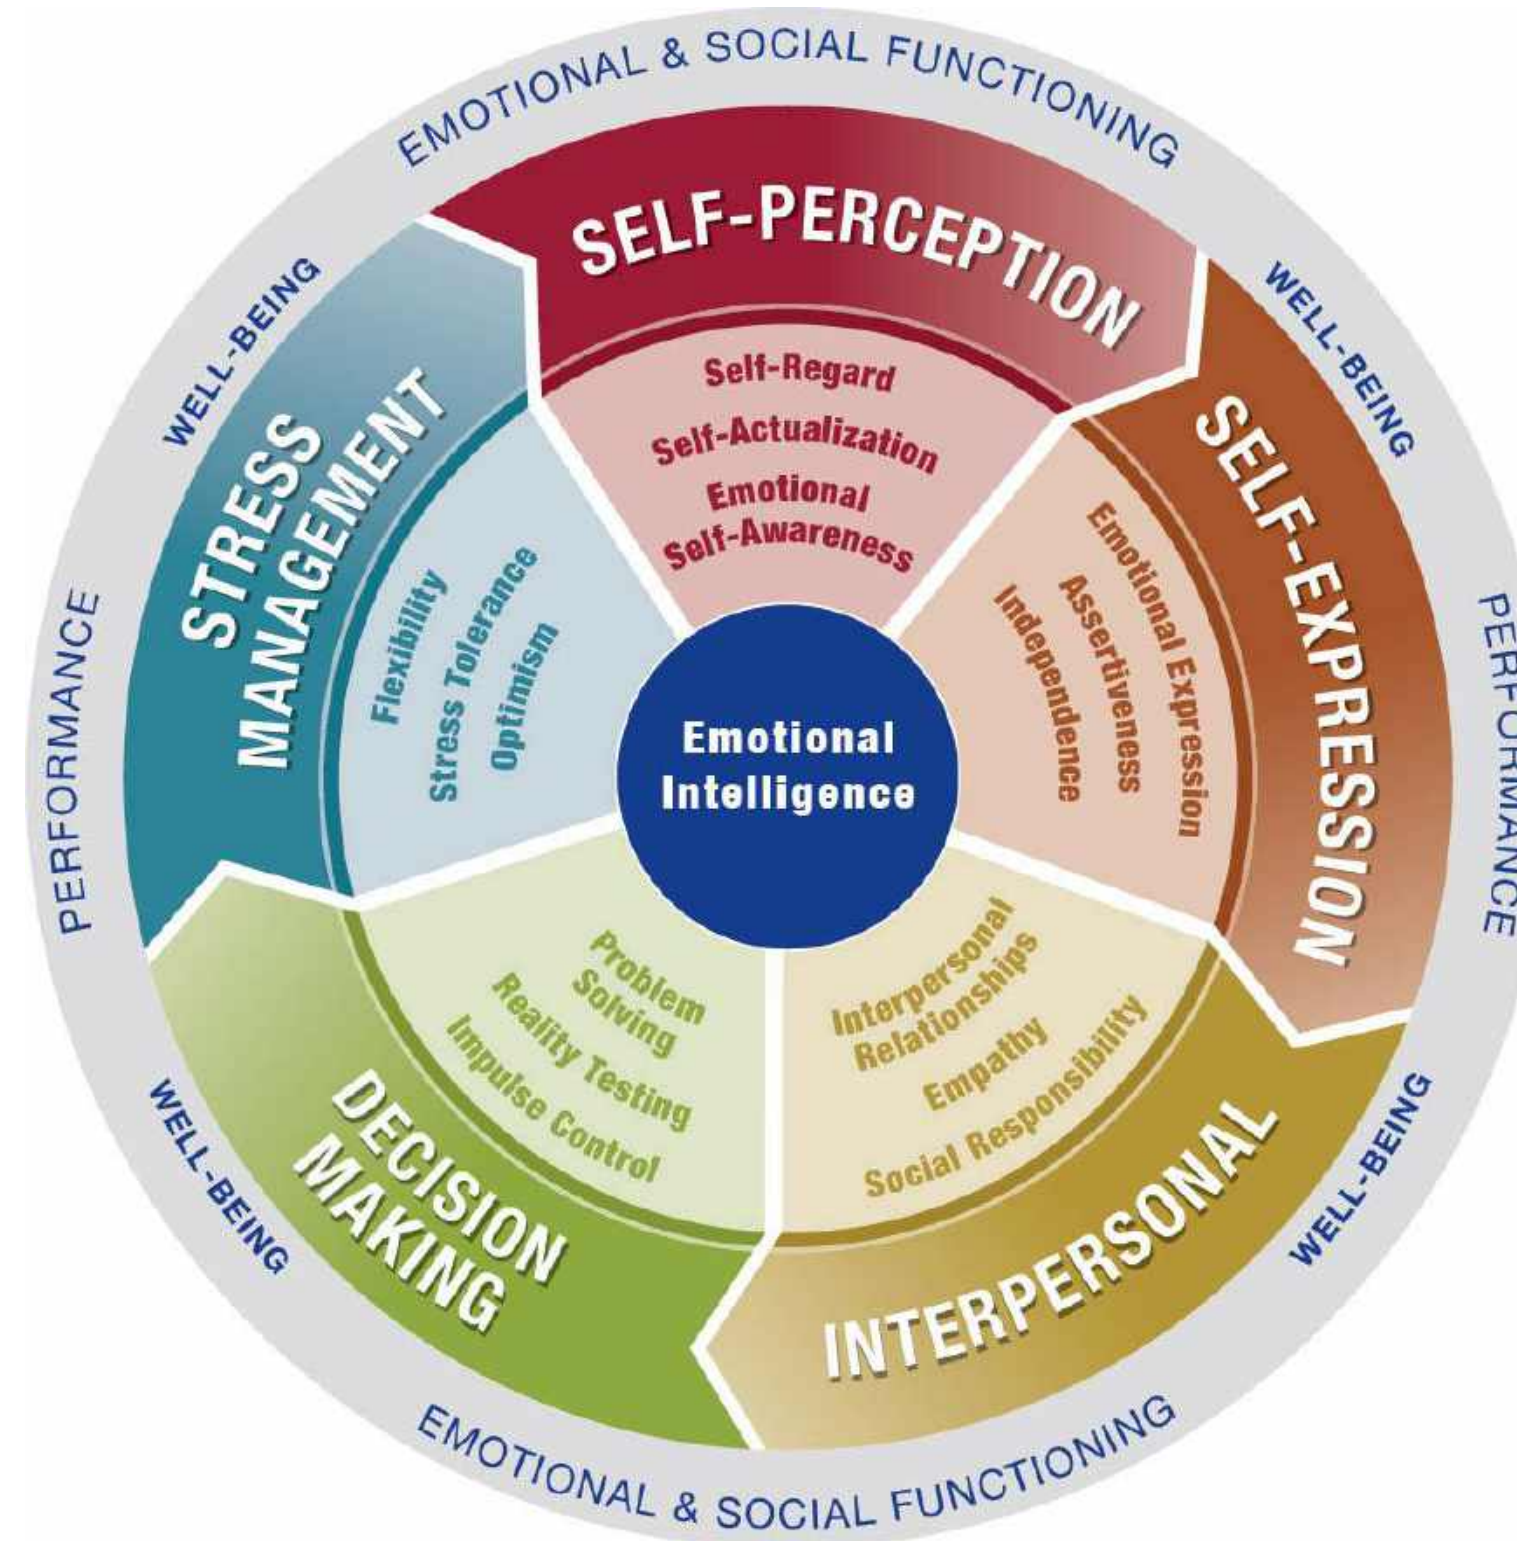 EMOTIONAL & SOCIAL FUNCTIONING
WELL-BEING
WELL-BEING
SELF-PERCEPTION
Self-Regard
Self-Actualization
Emotional
Self-Awareness
SELF-EXPRESSION
Emotional Expression
Assertiveness
Independence
PERFORMANCE
INTERPERSONAL
Interpersonal
Relationships
Empathy
Social Responsibility
WELL-BEING
DECISION
MAKING
Problem
Solving
Reality Testing
Impulse Control
WELL-BEING
STRESS
MANAGEMENT
Flexibility
Stress Tolerance
Optimism
PERFORMANCE
Emotional
Intelligence
EMOTIONAL & SOCIAL FUNCTIONING